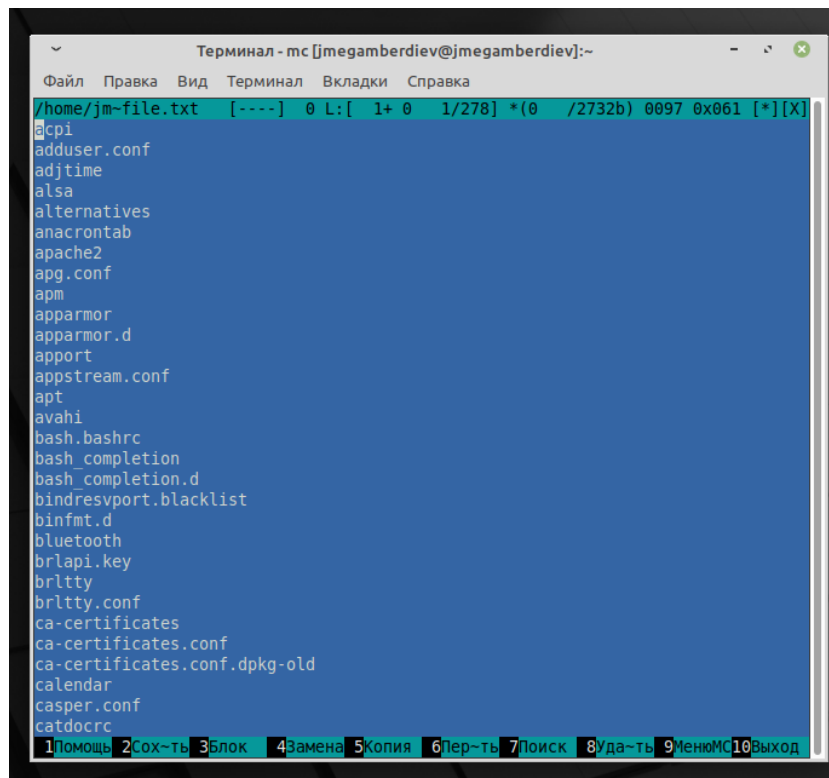 Терминал - mc [jmegamberdiev@jmegamberdiev]:~
Файл Правка Вид Терминал Вкладки Справка
/home/jm~file.txt [----] 0 L:[ 1+ 0 1/278] *(0 /2732b) 0097 0x061 [*][X]
acpi
adduser.conf
adjtime
alsa
alternatives
anacrontab
apache2
apg.conf
apm
apparmor
apparmor.d
apport
appstream.conf
apt
avahi
bash.bashrc
bash_completion
bash_completion.d
bindresvport.blacklist
binfmt.d
bluetooth
brlapi.key
brltty
brltty.conf
ca-certificates
ca-certificates.conf
ca-certificates.conf.dpkg-old
calendar
casper.conf
catdocrc
1Помощь 2Сох~ть 3Блок 4Замена 5Копия 6Пер~ть 7Поиск 8Уда~ть 9МенюMC 10Выход